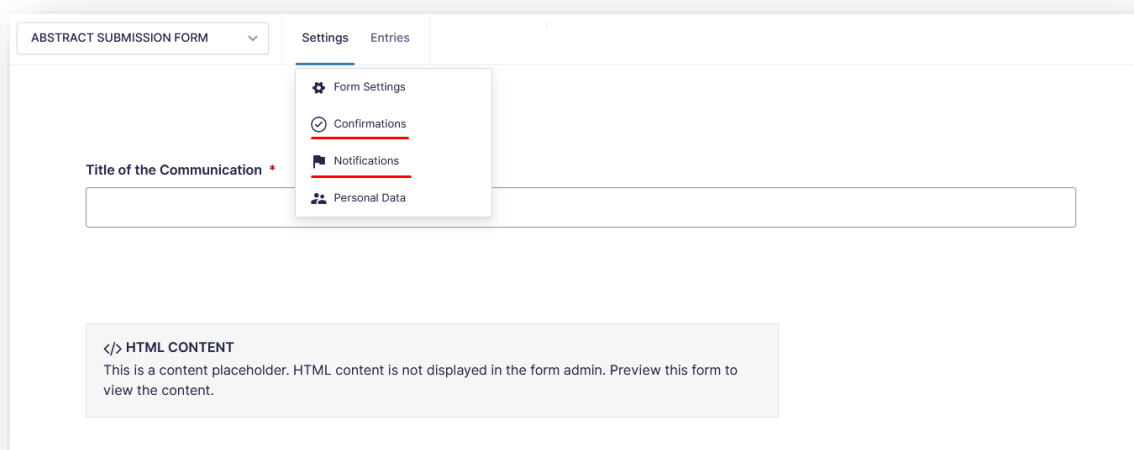 ABSTRACT SUBMISSION FORM
Settings
Entries
Form Settings
Confirmations
Notifications
Personal Data
Title of the Communication *
</> HTML CONTENT
This is a content placeholder. HTML content is not displayed in the form admin. Preview this form to
view the content.